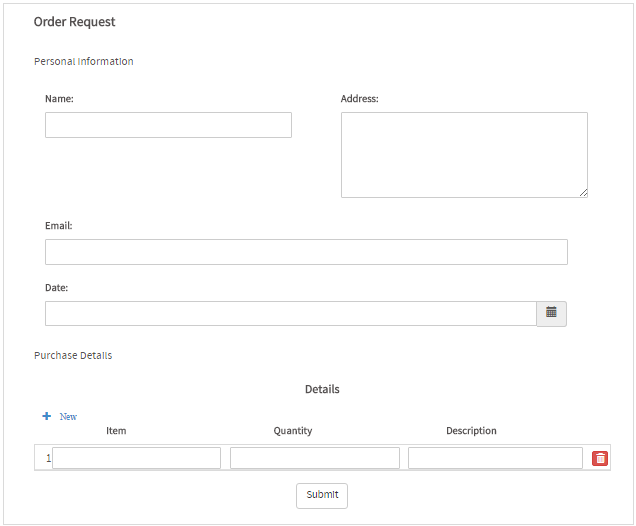 Order Request
Personal Information
Name:
Address:
Email:
Date:
Purchase Details
Details
New
Item Quantity Description
1
Submit